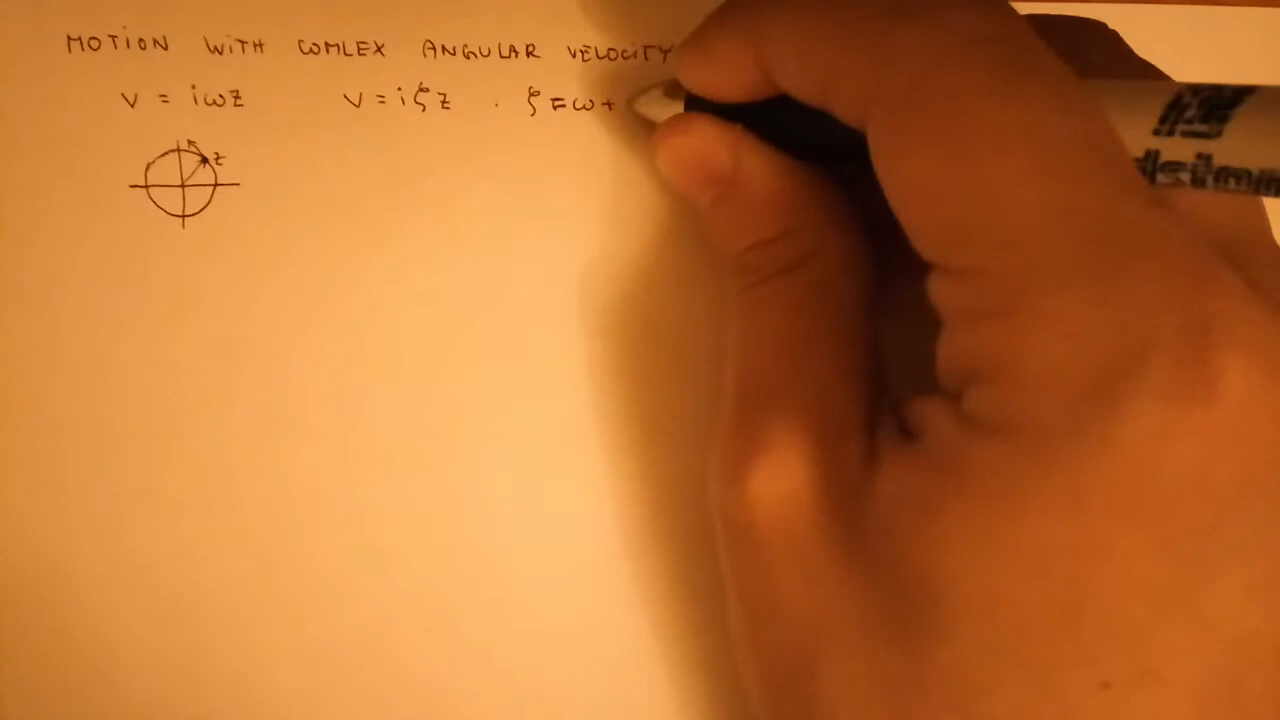 MOTION WITH COMLEX ANGULAR VELOCITY
v = iωz v = iζz . ζ = ω+
z